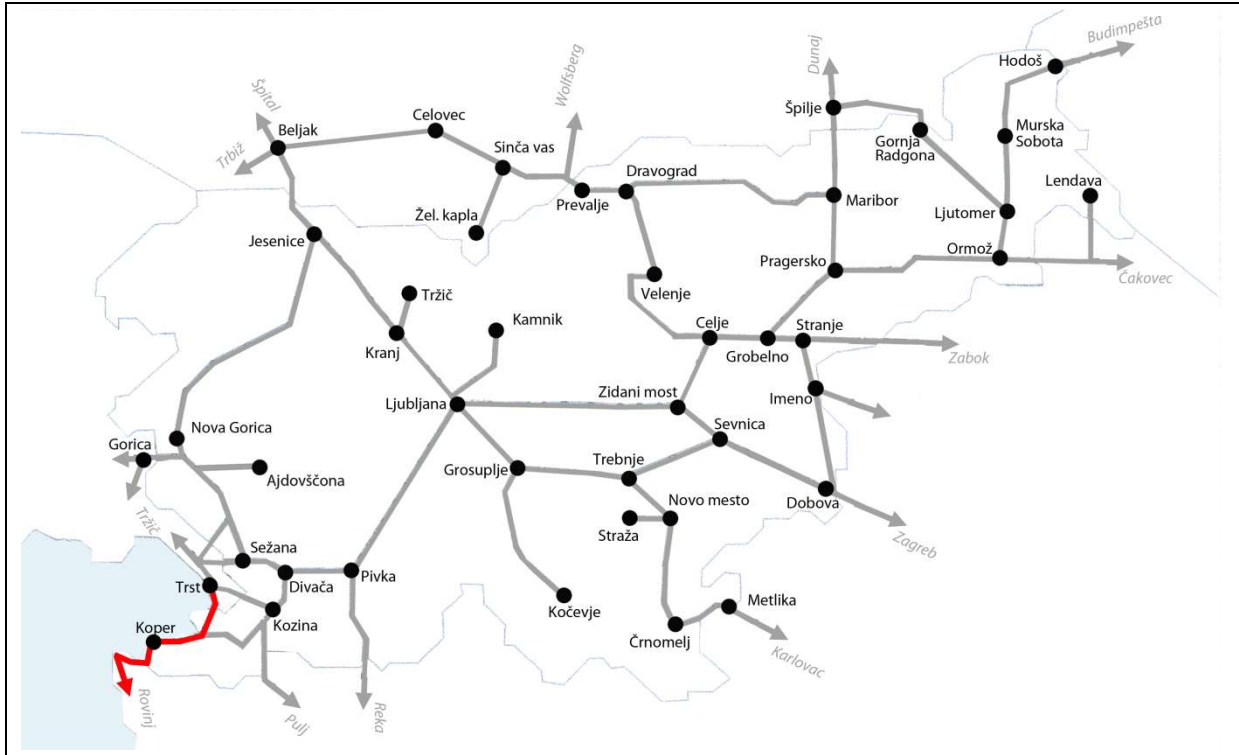 Budimpešta
Hodoš
Dunaj
Wolfsberg
Špital
Špilje
Celovec
Beljak
Gornja
Radgona
Murska
Sobota
Trbiž
Sinča vas
Dravograd
Lendava
Prevalje
Maribor
Ljutomer
Žel. kapla
Jesenice
Ormož
Pragersko
Čakovec
Velenje
Tržič
Kamnik
Celje
Stranje
Kranj
Grobelno
Zabok
Zidani most
Imeno
Ljubljana
Sevnica
Nova Gorica
Gorica
Trebnje
Ajdovščona
Grosuplje
Dobova
Novo mesto
Straža
Zagreb
Tržič
Sežana
Divača
Pivka
Trst
Kočevje
Metlika
Kozina
Koper
Črnomelj
Karlovac
Rovinj
Pulj
Reka